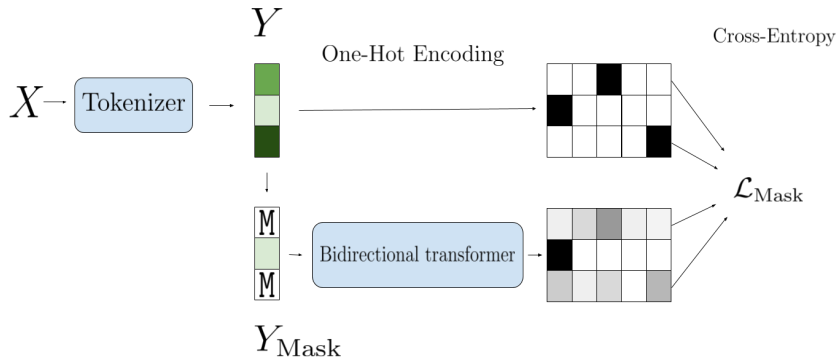 Y
One-Hot Encoding
Cross-Entropy
X
Tokenizer
M
M
Bidirectional transformer
ℒ_Mask
Y_Mask